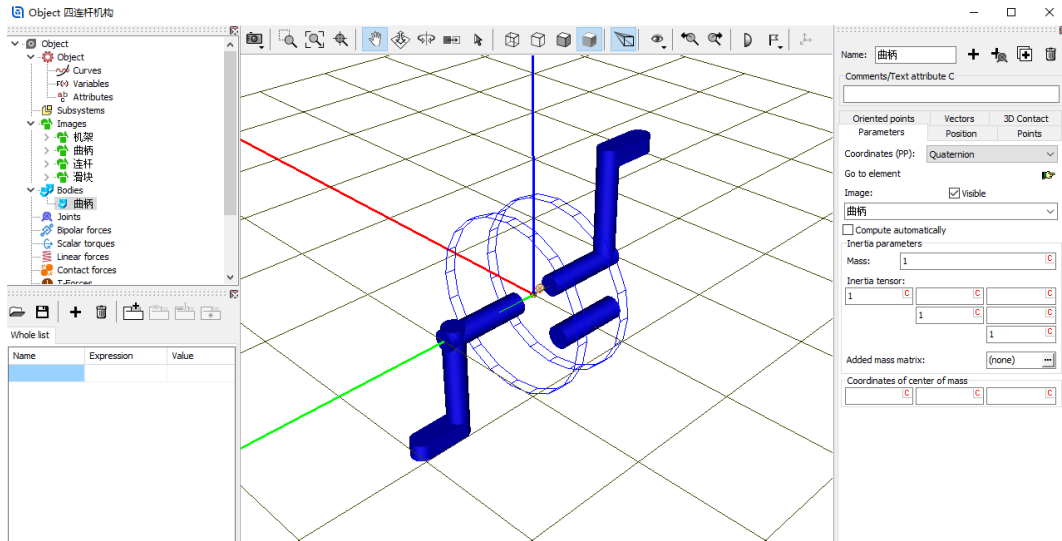 Object 四连杆机构
Object
Object
Curves
Variables
Attributes
Subsystems
Images
机架
曲柄
连杆
滑块
Bodies
曲柄
Joints
Bipolar forces
Scalar torques
Linear forces
Contact forces
T-Forces
Whole list
Name Expression Value
Name: 曲柄
Comments/Text attribute C
Oriented points Vectors 3D Contact
Parameters Position Points
Coordinates (PP): Quaternion
Go to element
Image: Visible
曲柄
Compute automatically
Inertia parameters
Mass: 1 C
Inertia tensor:
1 C C C
1 C C
1 C
Added mass matrix: (none) ...
Coordinates of center of mass
C C C